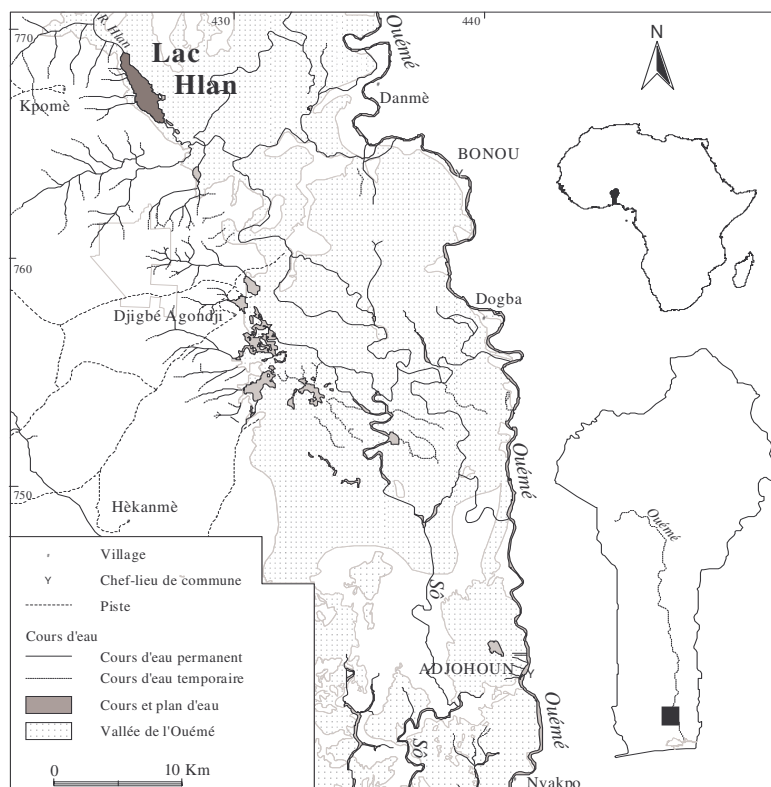 430
440
770
R. Hlan
Ouémé
Lac
Hlan
Kpomè
Danmè
N
BONOU
760
Djigbé Agondji
Dogba
Ouémé
750
Hèkanmè
Ouémé
Sô
ADJOHOUN
Ouémé
Sô
Nyakpo
Village
Chef-lieu de commune
Piste
Cours d'eau
Cours d'eau permanent
Cours d'eau temporaire
Cours et plan d'eau
Vallée de l'Ouémé
0 10 Km